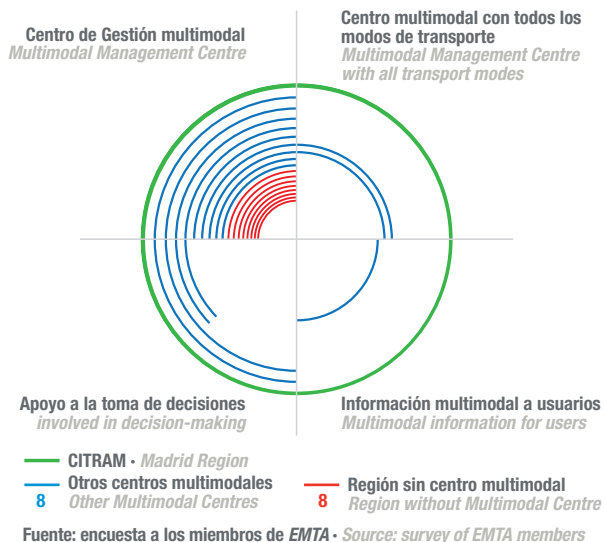 Centro de Gestión multimodal
Multimodal Management Centre
Centro multimodal con todos los
modos de transporte
Multimodal Management Centre
with all transport modes
Apoyo a la toma de decisiones
involved in decision-making
Información multimodal a usuarios
Multimodal information for users
CITRAM · Madrid Region
Otros centros multimodales
8 Other Multimodal Centres
Región sin centro multimodal
8 Region without Multimodal Centre
Fuente: encuesta a los miembros de EMTA · Source: survey of EMTA members